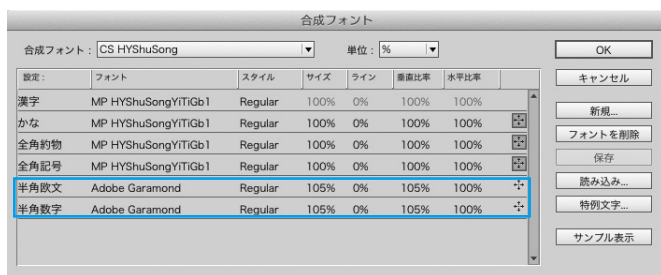 合成フォント
合成フォント： CS HYShuSong 単位： % OK
設定： フォント スタイル サイズ ライン 垂直比率 水平比率 キャンセル
漢字 MP HYShuSongYiTiGb1 Regular 100% 0% 100% 100% 新規...
かな MP HYShuSongYiTiGb1 Regular 100% 0% 100% 100% フォントを削除
全角約物 MP HYShuSongYiTiGb1 Regular 100% 0% 100% 100% 保存
全角記号 MP HYShuSongYiTiGb1 Regular 100% 0% 100% 100%
半角欧文 Adobe Garamond Regular 105% 0% 105% 100% 読み込み...
半角数字 Adobe Garamond Regular 105% 0% 105% 100% 特例文字...
サンプル表示